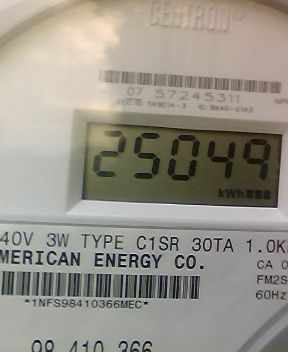 CENTRON®
07 57245311
25049
kWh
40V 3W TYPE C1SR 30TA 1.0K
MERICAN ENERGY CO.
CA 0
FM2S
60Hz
*1NFS98410366MEC*
98 410 366